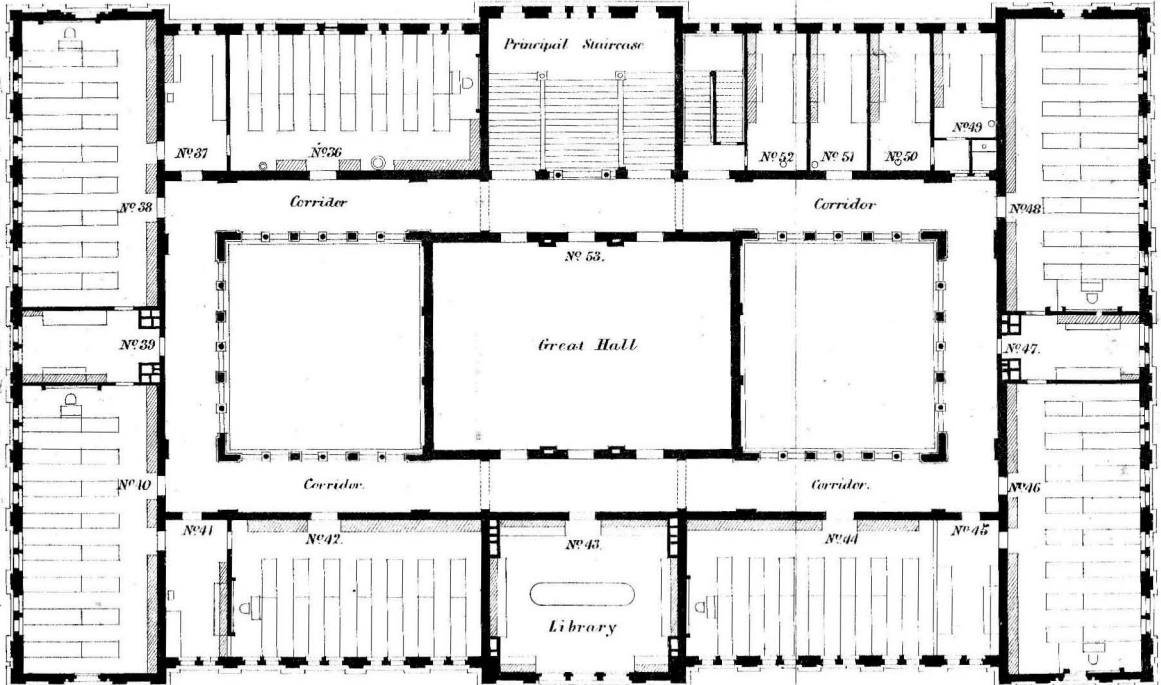 Principal Staircase
Nº 37
Nº 36
Nº 52
Nº 51
Nº 50
Nº 49
Nº 38
Corridor
Corridor
Nº 48
Nº 53.
Nº 39
Great Hall
Nº 47.
Nº 40
Corridor.
Corridor.
Nº 46
Nº 41
Nº 42.
Nº 43.
Nº 44
Nº 45
Library